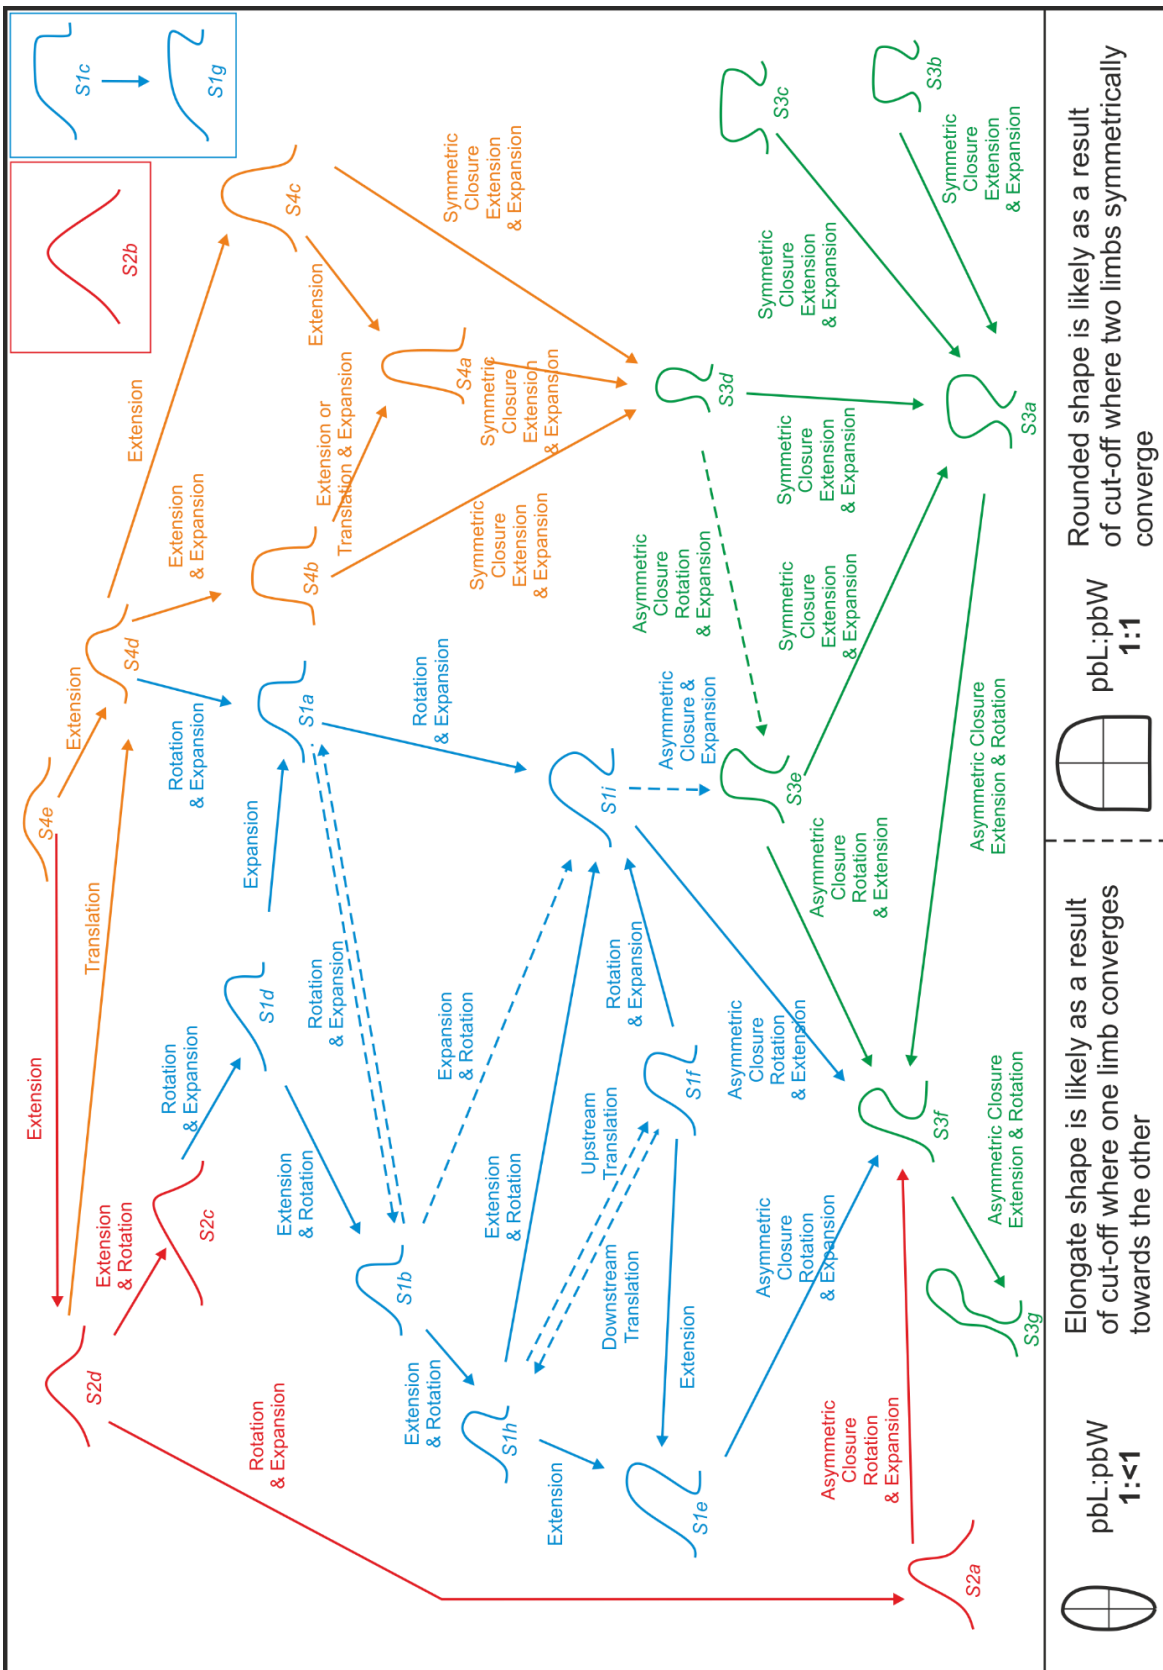 S1c
S1g
S2b
S4c
Extension
Extension
Symmetric
Closure
Extension
& Expansion
S4a
Symmetric
Closure
Extension
& Expansion
Extension or
Translation & Expansion
Extension
& Expansion
S4b
Symmetric
Closure
Extension
& Expansion
S4d
Extension
S4e
Rotation
& Expansion
S1a
Rotation
& Expansion
Expansion
Translation
Extension
S2d
Extension
& Rotation
S2c
Rotation
& Expansion
S1d
Rotation
& Expansion
Extension
& Rotation
S1b
Expansion
& Rotation
Extension
& Rotation
S1h
Extension
& Rotation
Extension
S1e
Extension
Upstream
Translation
Downstream
Translation
S1f
Rotation
& Expansion
S1i
Asymmetric
Closure &
Expansion
Asymmetric
Closure
Rotation
& Extension
Asymmetric
Closure
Rotation
& Expansion
Rotation
& Expansion
S2a
Asymmetric
Closure
Rotation
& Expansion
S3c
S3b
Symmetric
Closure
Extension
& Expansion
Symmetric
Closure
Extension
& Expansion
S3d
Symmetric
Closure
Extension
& Expansion
S3a
Asymmetric
Closure
Rotation
& Expansion
Symmetric
Closure
Extension
& Expansion
S3e
Asymmetric
Closure
Rotation
& Extension
Asymmetric Closure
Extension & Rotation
S3f
Asymmetric Closure
Extension & Rotation
S3g
pbL:pbW
1:<1
Elongate shape is likely as a result
of cut-off where one limb converges
towards the other
pbL:pbW
1:1
Rounded shape is likely as a result
of cut-off where two limbs symmetrically
converge